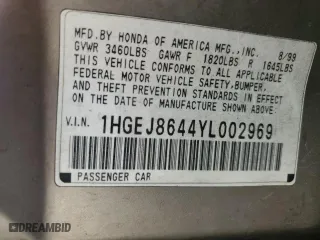 MFD.BY HONDA OF AMERICA MFG.,INC. 8/99
GVWR 3460LBS GAWR F 1820LBS R 1645LBS
THIS VEHICLE CONFORMS TO ALL APPLICABLE
FEDERAL MOTOR VEHICLE SAFETY,BUMPER,
AND THEFT PREVENTION STANDARDS IN EFFECT
ON THE DATE OF MANUFACTURE SHOWN ABOVE.
V.I.N. 1HGEJ8644YL002969
PASSENGER CAR
DREAMBID